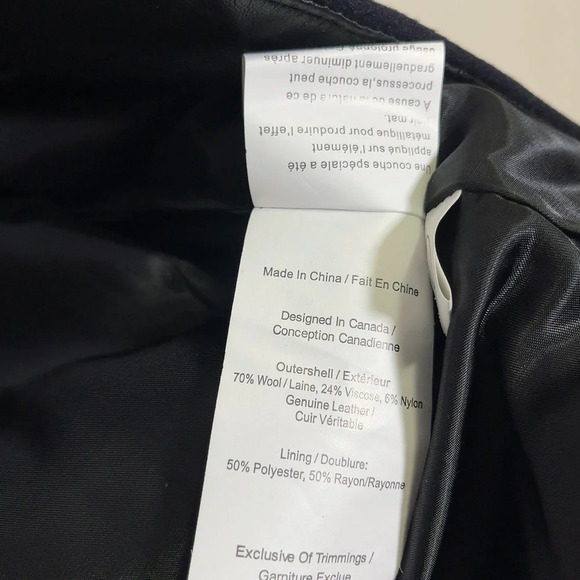 Une couche spéciale a été
appliqué sur l'élément
métallique pour produire l'effet
mat.
A cause de la nature de ce
processus,la couche peut
graduellement diminuer après
usage prolongé
Made In China / Fait En Chine
Designed In Canada /
Conception Canadienne
Outershell / Extérieur
70% Wool / Laine, 24% Viscose, 6% Nylon
Genuine Leather /
Cuir Véritable
Lining / Doublure:
50% Polyester, 50% Rayon/Rayonne
Exclusive Of Trimmings /
Garniture Exclue